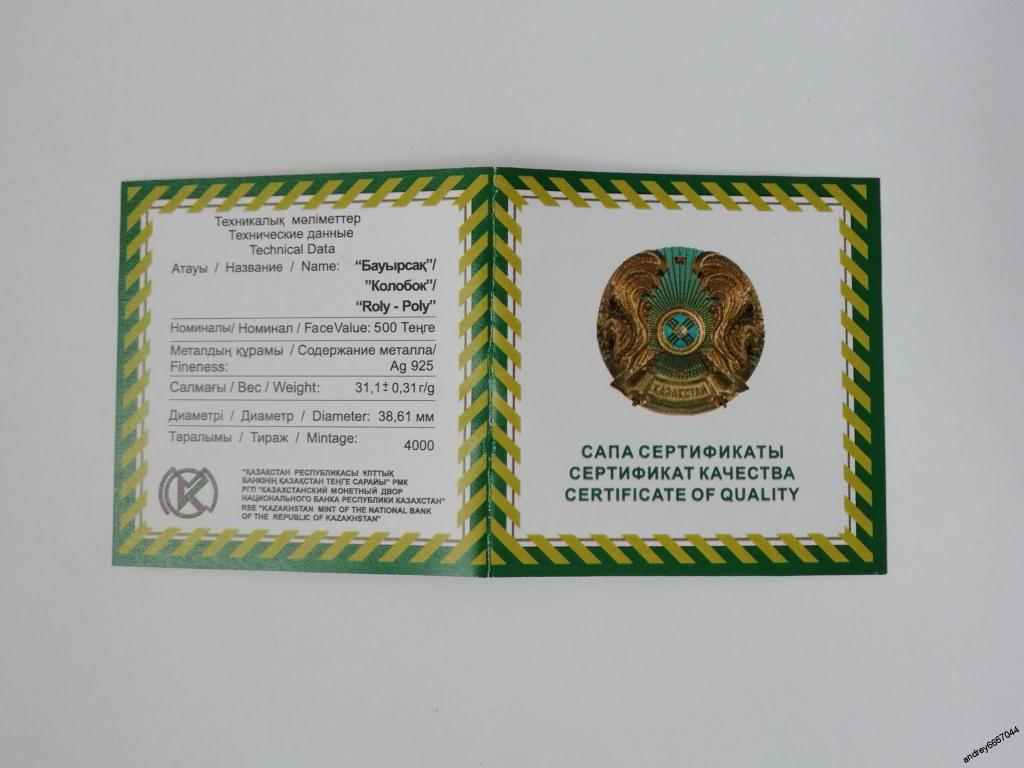 Техникалық мәліметтер
Технические данные
Technical Data
Атауы / Название / Name: “Бауырсақ”/
”Колобок”/
“Roly - Poly”
Номиналы/ Номинал / FaceValue: 500 Теңге
Металдың құрамы / Содержание металла/
Fineness: Ag 925
Салмағы / Вес / Weight: 31,1± 0,31г/g
Диаметрі / Диаметр / Diameter: 38,61 мм
Таралымы / Тираж / Mintage: 4000
“ҚАЗАҚСТАН РЕСПУБЛИКАСЫ ҰЛТТЫҚ
БАНКІНІҢ ҚАЗАҚСТАН ТЕҢГЕ САРАЙЫ” РМК
РГП “КАЗАХСТАНСКИЙ МОНЕТНЫЙ ДВОР
НАЦИОНАЛЬНОГО БАНКА РЕСПУБЛИКИ КАЗАХСТАН”
RSE “KAZAKHSTAN MINT OF THE NATIONAL BANK
OF THE REPUBLIC OF KAZAKHSTAN”
ҚАЗАҚСТАН
САПА СЕРТИФИКАТЫ
СЕРТИФИКАТ КАЧЕСТВА
CERTIFICATE OF QUALITY
andrey6667044